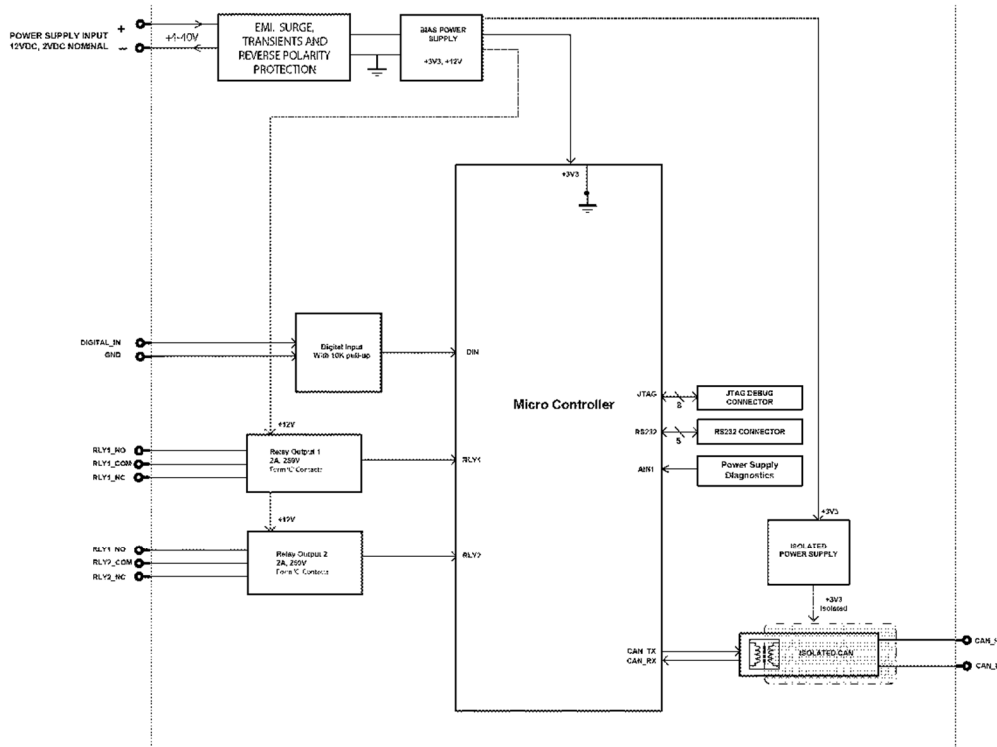 POWER SUPPLY INPUT
12VDC, 2VDC NOMINAL
+
−
+4-40V
EMI. SURGE,
TRANSIENTS AND
REVERSE POLARITY
PROTECTION
BIAS POWER
SUPPLY
+3V3, +12V
+3V3
DIGITAL_IN
GND
Digital Input
With 10K pull-up
DIN
Micro Controller
JTAG
8
JTAG DEBUG
CONNECTOR
RS232
5
RS232 CONNECTOR
AIN1
Power Supply
Diagnostics
+12V
RLY1_NO
RLY1_COM
RLY1_NC
Relay Output 1
2A, 250V
Form 'C' Contacts
RLY1
+12V
RLY1_NO
RLY2_COM
RLY2_NC
Relay Output 2
2A, 250V
Form 'C' Contacts
RLY2
+3V3
ISOLATED
POWER SUPPLY
+3V3
Isolated
CAN_TX
CAN_RX
ISOLATED CAN